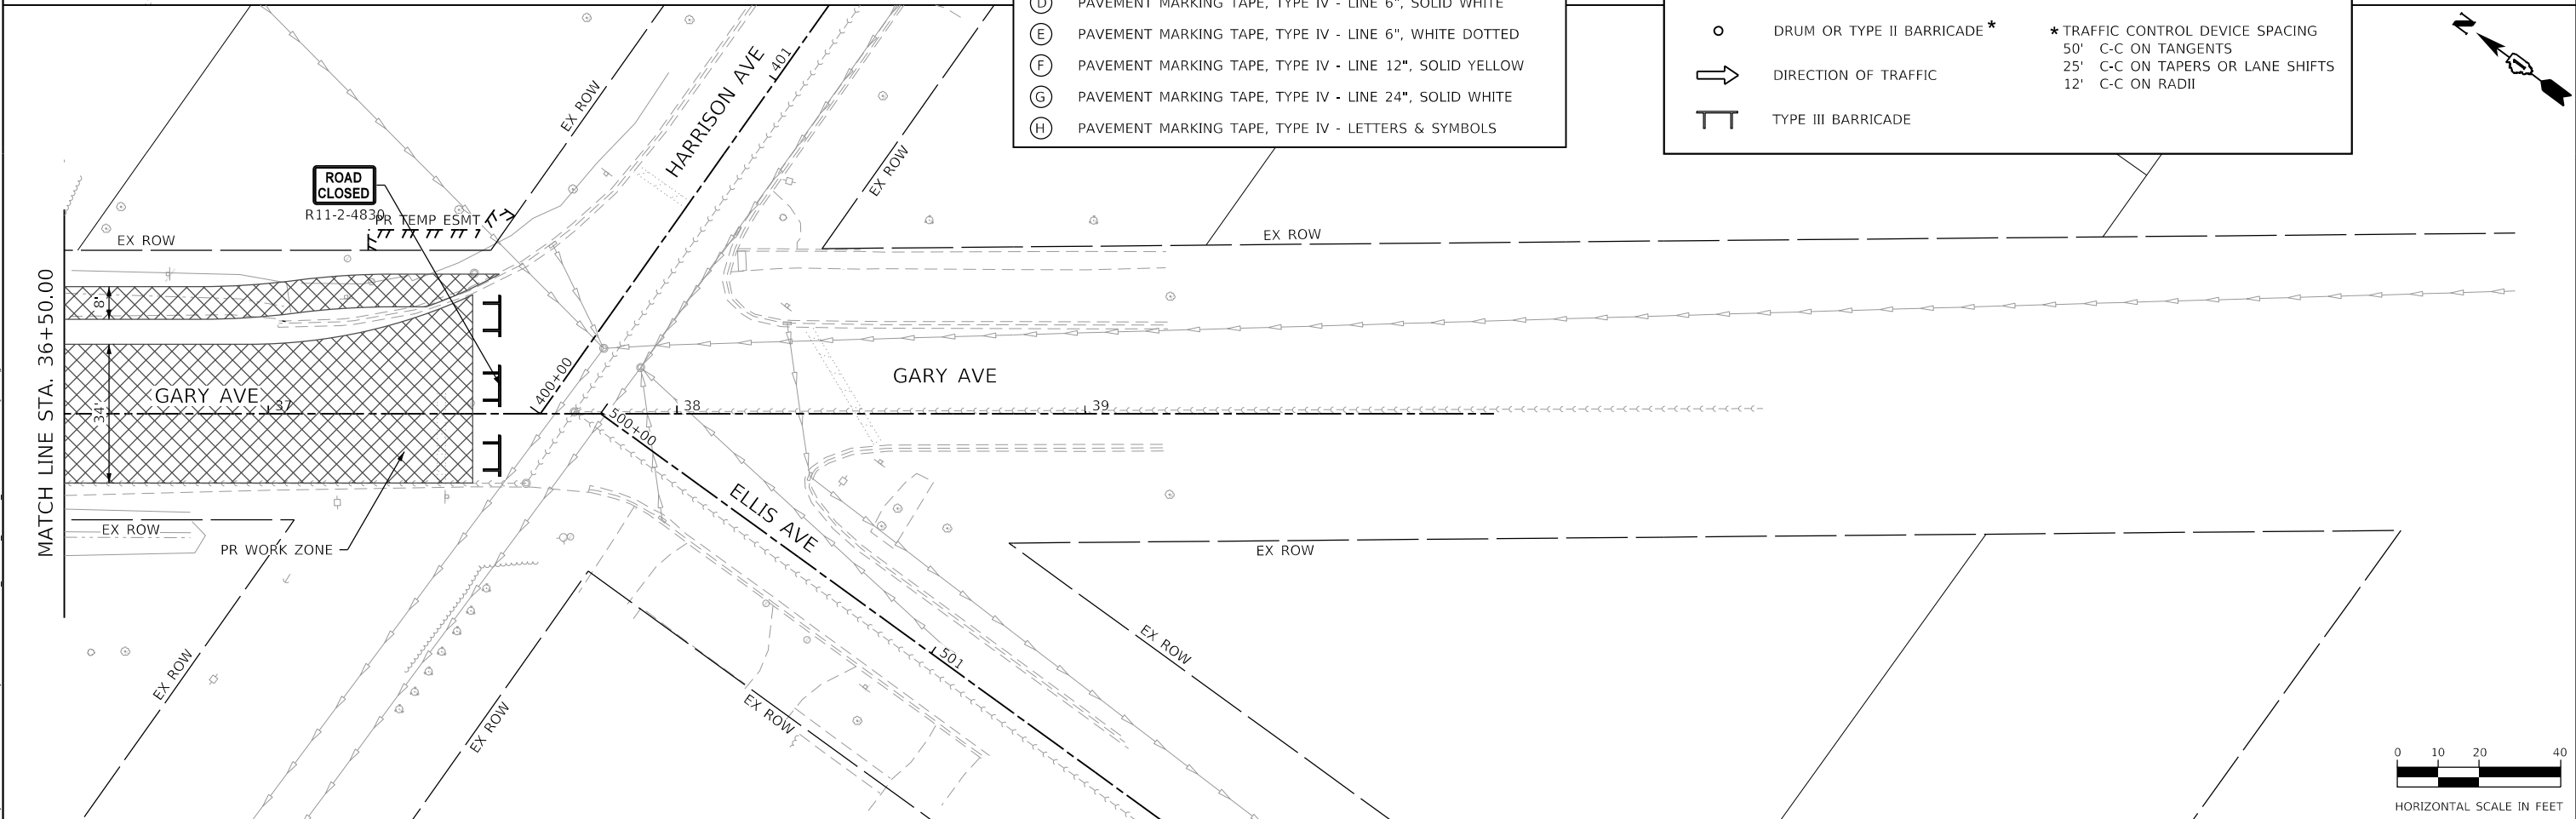 D PAVEMENT MARKING TAPE, TYPE IV - LINE 6", SOLID WHITE
E PAVEMENT MARKING TAPE, TYPE IV - LINE 6", WHITE DOTTED
F PAVEMENT MARKING TAPE, TYPE IV - LINE 12", SOLID YELLOW
G PAVEMENT MARKING TAPE, TYPE IV - LINE 24", SOLID WHITE
H PAVEMENT MARKING TAPE, TYPE IV - LETTERS & SYMBOLS
DRUM OR TYPE II BARRICADE *
DIRECTION OF TRAFFIC
TYPE III BARRICADE
* TRAFFIC CONTROL DEVICE SPACING
50' C-C ON TANGENTS
25' C-C ON TAPERS OR LANE SHIFTS
12' C-C ON RADII
N
HARRISON AVE
401
EX ROW
EX ROW
ROAD
CLOSED
R11-2-4830
PR TEMP ESMT
EX ROW
EX ROW
MATCH LINE STA. 36+50.00
8'
34'
GARY AVE
37
400+00
500+00
38
GARY AVE
39
ELLIS AVE
501
EX ROW
PR WORK ZONE
EX ROW
EX ROW
EX ROW
EX ROW
EX ROW
0 10 20 40
HORIZONTAL SCALE IN FEET